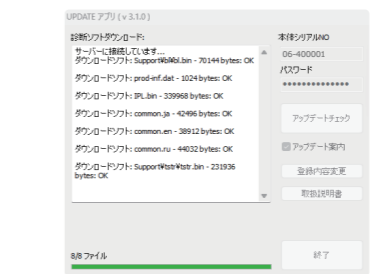 UPDATE アプリ ( v 3.1.0 )
診断ソフトダウンロード:
サーバーに接続しています...
ダウンロードソフト: Support¥bl¥bl.bin - 70144 bytes: OK
ダウンロードソフト: prod-inf.dat - 1024 bytes: OK
ダウンロードソフト: IPL.bin - 339968 bytes: OK
ダウンロードソフト: common.ja - 42496 bytes: OK
ダウンロードソフト: common.en - 38912 bytes: OK
ダウンロードソフト: common.ru - 44032 bytes: OK
ダウンロードソフト: Support¥tstr¥tstr.bin - 231936
bytes: OK
8/8 ファイル
本体シリアルNO
06-400001
パスワード
••••••••••••••
アップデートチェック
アップデート案内
登録内容変更
取扱説明書
終了